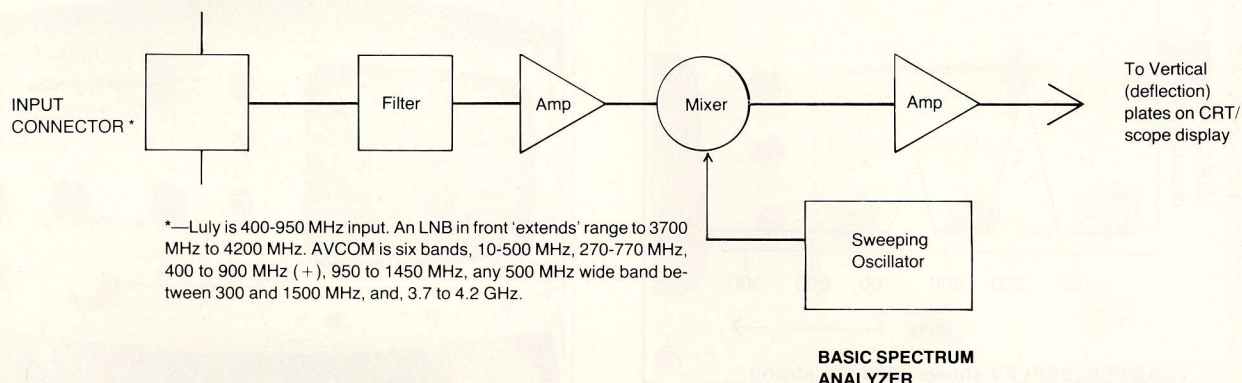 INPUT
CONNECTOR *
Filter
Amp
Mixer
Amp
To Vertical
(deflection)
plates on CRT/
scope display
Sweeping
Oscillator
*—Luly is 400-950 MHz input. An LNB in front 'extends' range to 3700
MHz to 4200 MHz. AVCOM is six bands, 10-500 MHz, 270-770 MHz,
400 to 900 MHz (+), 950 to 1450 MHz, any 500 MHz wide band be-
tween 300 and 1500 MHz, and, 3.7 to 4.2 GHz.
BASIC SPECTRUM
ANALYZER